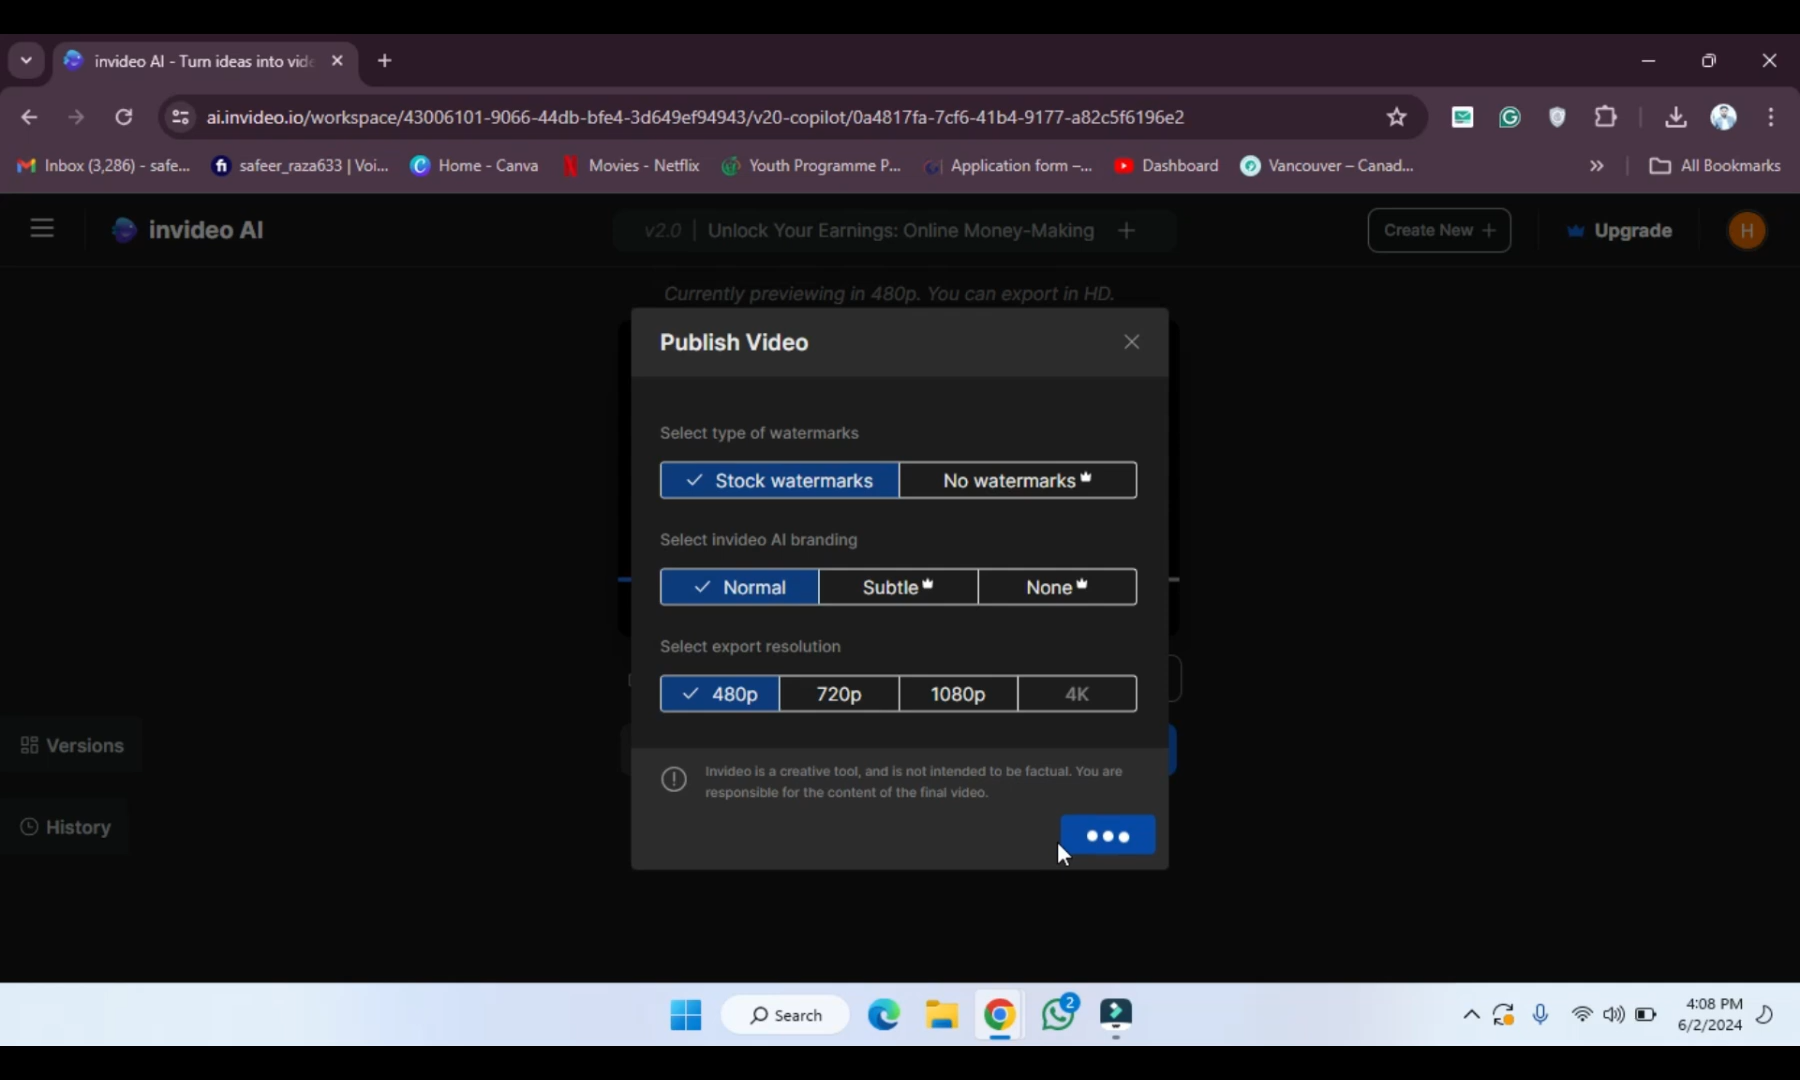 invideo AI - Turn ideas into vide
ai.invideo.io/workspace/43006101-9066-44db-bfe4-3d649ef94943/v20-copilot/0a4817fa-7cf6-41b4-9177-a82c5f6196e2
Inbox (3,286) - safe... fi safeer_raza633 | Voi... Home - Canva Movies - Netflix Youth Programme P... Application form –... Dashboard Vancouver – Canad... » All Bookmarks
invideo AI v2.0 | Unlock Your Earnings: Online Money-Making + Create New + Upgrade H
Currently previewing in 480p. You can export in HD.
Publish Video
Select type of watermarks
Stock watermarks No watermarks
Select invideo AI branding
Normal Subtle None
Select export resolution
480p 720p 1080p 4K
Versions
Invideo is a creative tool, and is not intended to be factual. You are
responsible for the content of the final video.
History
Search 2 4:08 PM
6/2/2024